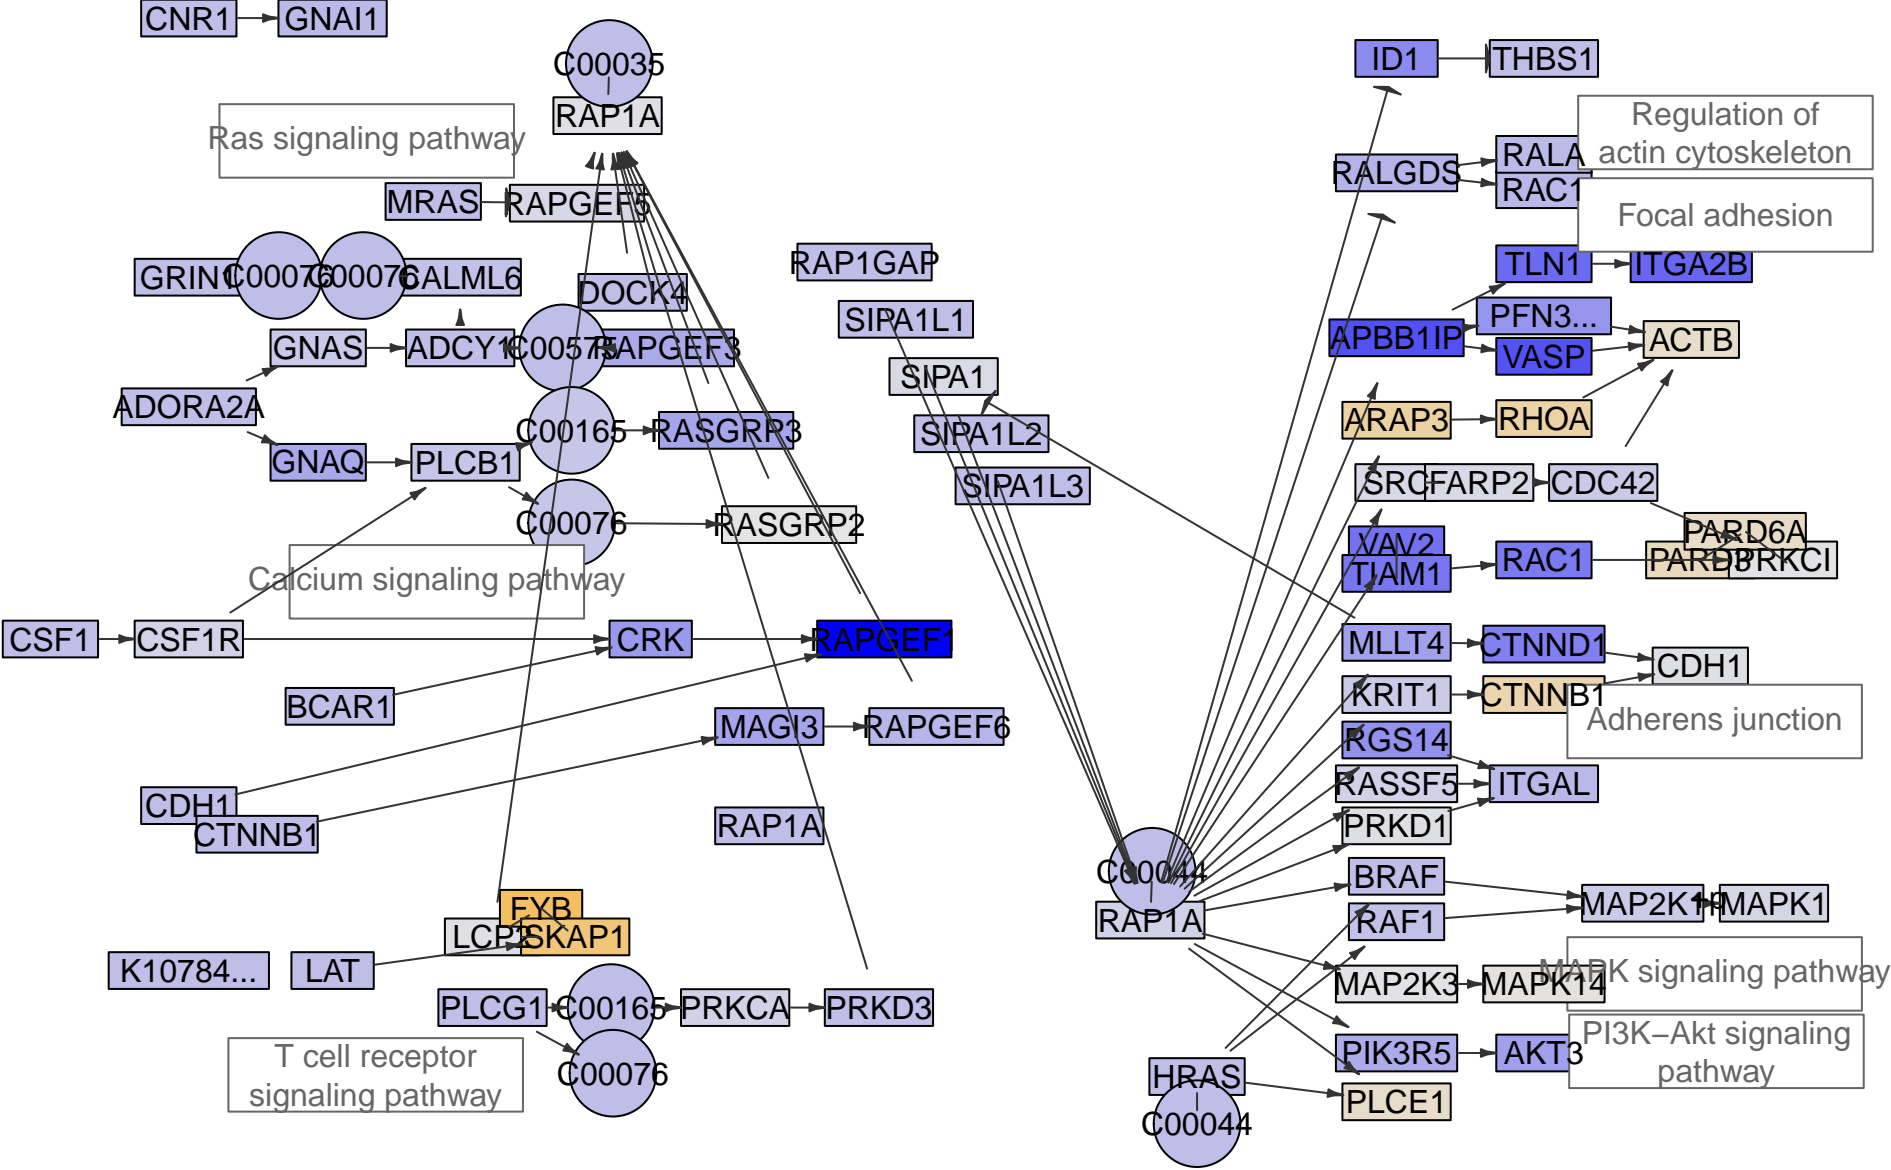 CNR1
GNAI1
C00035
RAP1A
Ras signaling pathway
MRAS
RAPGEF5
GRIN1
C00076
C00076
CALML6
DOCK4
GNAS
ADCY1
C00575
RAPGEF3
ADORA2A
GNAQ
PLCB1
C00165
RASGRP3
C00076
RASGRP2
Calcium signaling pathway
CSF1
CSF1R
CRK
RAPGEF1
BCAR1
MAGI3
RAPGEF6
CDH1
CTNNB1
RAP1A
FYB
LCP2
SKAP1
K10784...
LAT
PLCG1
C00165
PRKCA
PRKD3
C00076
T cell receptor
signaling pathway
RAP1GAP
SIPA1L1
SIPA1
SIPA1L2
SIPA1L3
C00044
RAP1A
HRAS
C00044
ID1
THBS1
Regulation of
actin cytoskeleton
RALGDS
RALA
RAC1
Focal adhesion
TLN1
ITGA2B
APBB1IP
PFN3...
VASP
ACTB
ARAP3
RHOA
SRC
FARP2
CDC42
VAV2
TIAM1
RAC1
PARD6A
PARD3
PRKCI
MLLT4
CTNND1
CDH1
KRIT1
CTNNB1
Adherens junction
RGS14
RASSF5
ITGAL
PRKD1
BRAF
RAF1
MAP2K1
+p
MAPK1
MAP2K3
MAPK14
MAPK signaling pathway
PIK3R5
AKT3
PI3K−Akt signaling
pathway
PLCE1